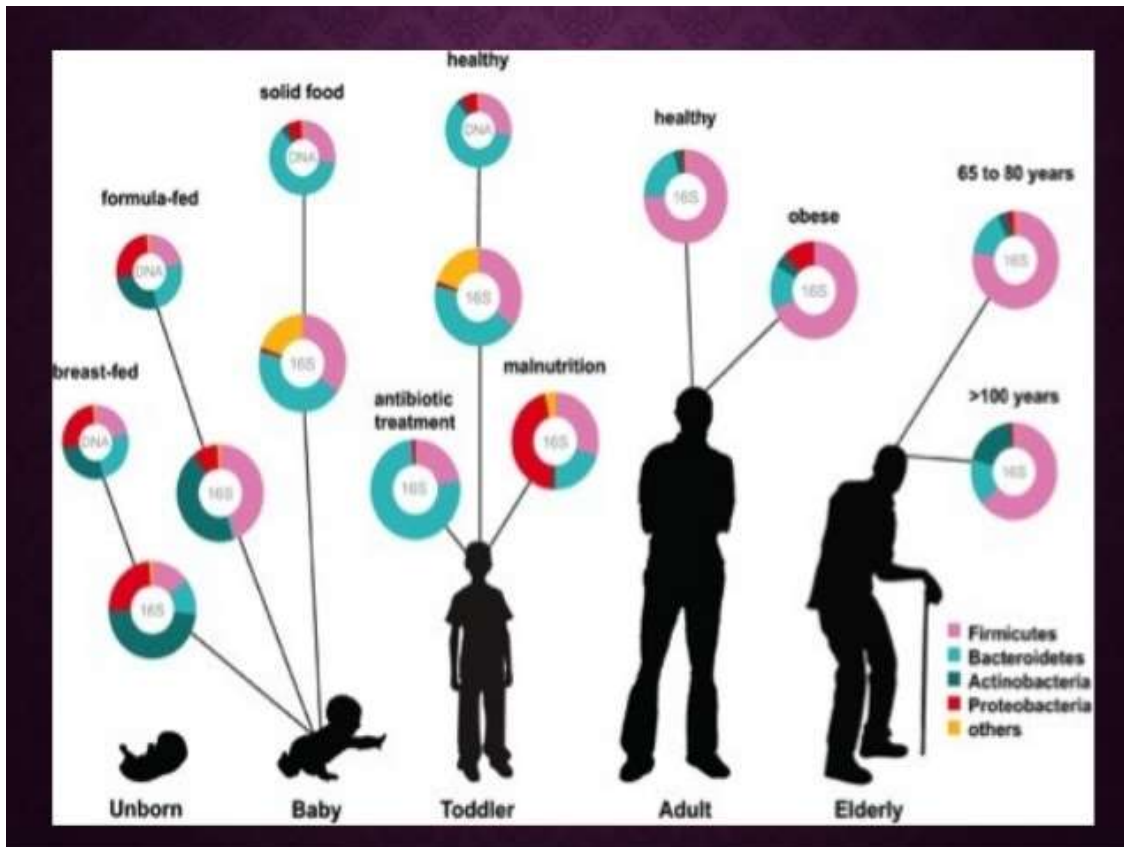 healthy
solid food
DNA
DNA
healthy
16S
65 to 80 years
16S
formula-fed
DNA
obese
16S
16S
breast-fed
DNA
16S
16S
malnutrition
16S
antibiotic
treatment
16S
>100 years
16S
16S
Firmicutes
Bacteroidetes
Actinobacteria
Proteobacteria
others
Unborn
Baby
Toddler
Adult
Elderly